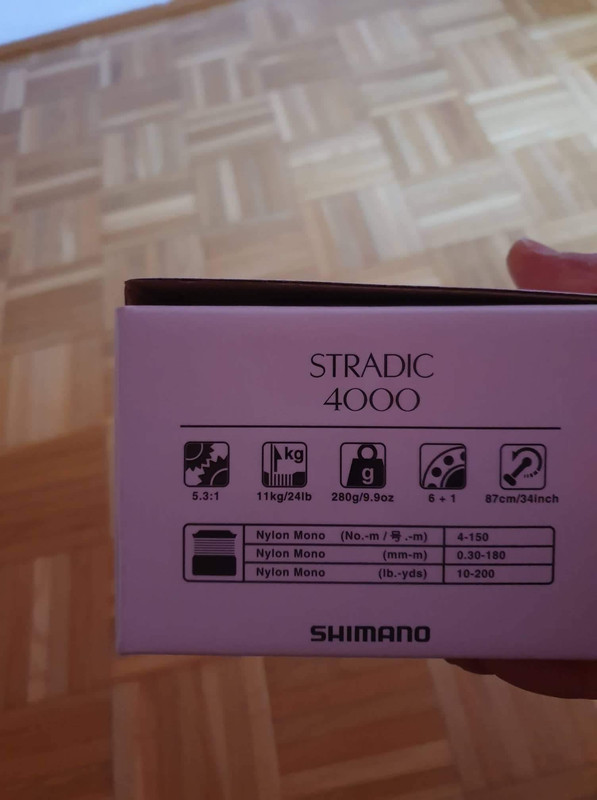 STRADIC
4000
kg
g
5.3:1 11kg/24lb 280g/9.9oz 6 + 1 87cm/34inch
Nylon Mono (No.-m / 号.-m) 4-150
Nylon Mono (mm-m) 0.30-180
Nylon Mono (lb.-yds) 10-200
SHIMANO